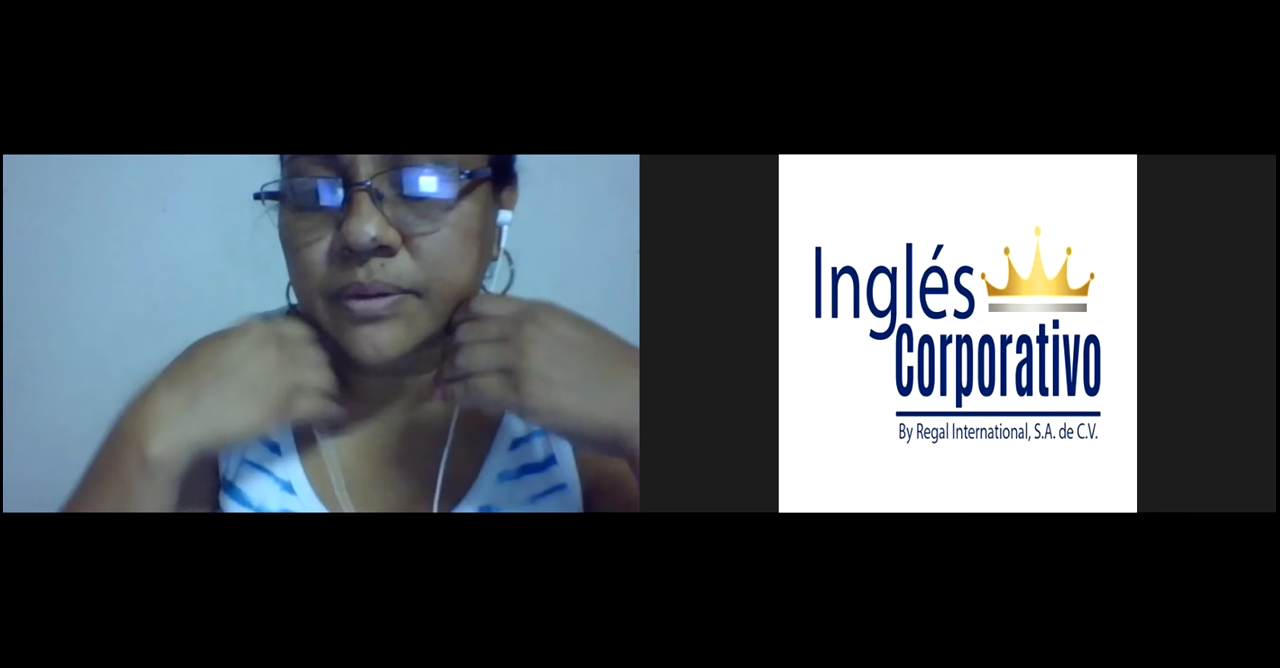 Inglés
Corporativo
By Regal International, S.A. de C.V.